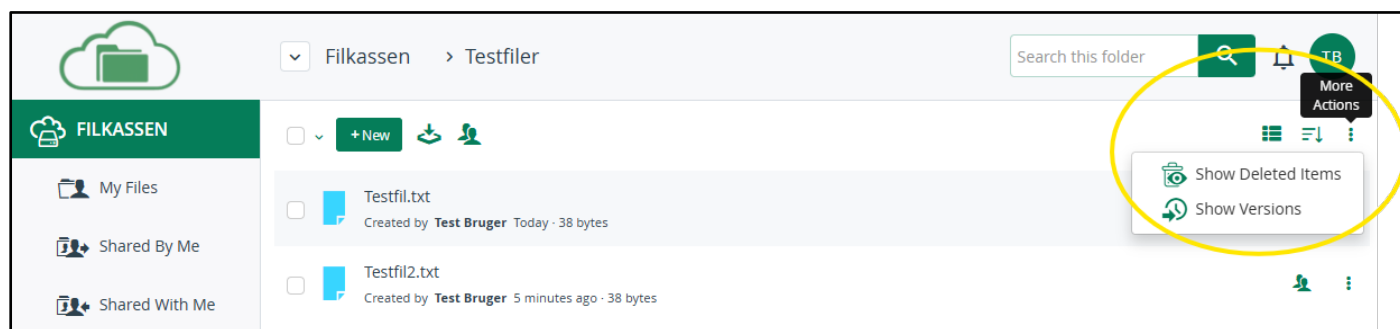 Filkassen > Testfiler
Search this folder
TB
More
Actions
FILKASSEN
+ New
My Files
Shared By Me
Shared With Me
Testfil.txt
Created by Test Bruger Today · 38 bytes
Show Deleted Items
Show Versions
Testfil2.txt
Created by Test Bruger 5 minutes ago · 38 bytes